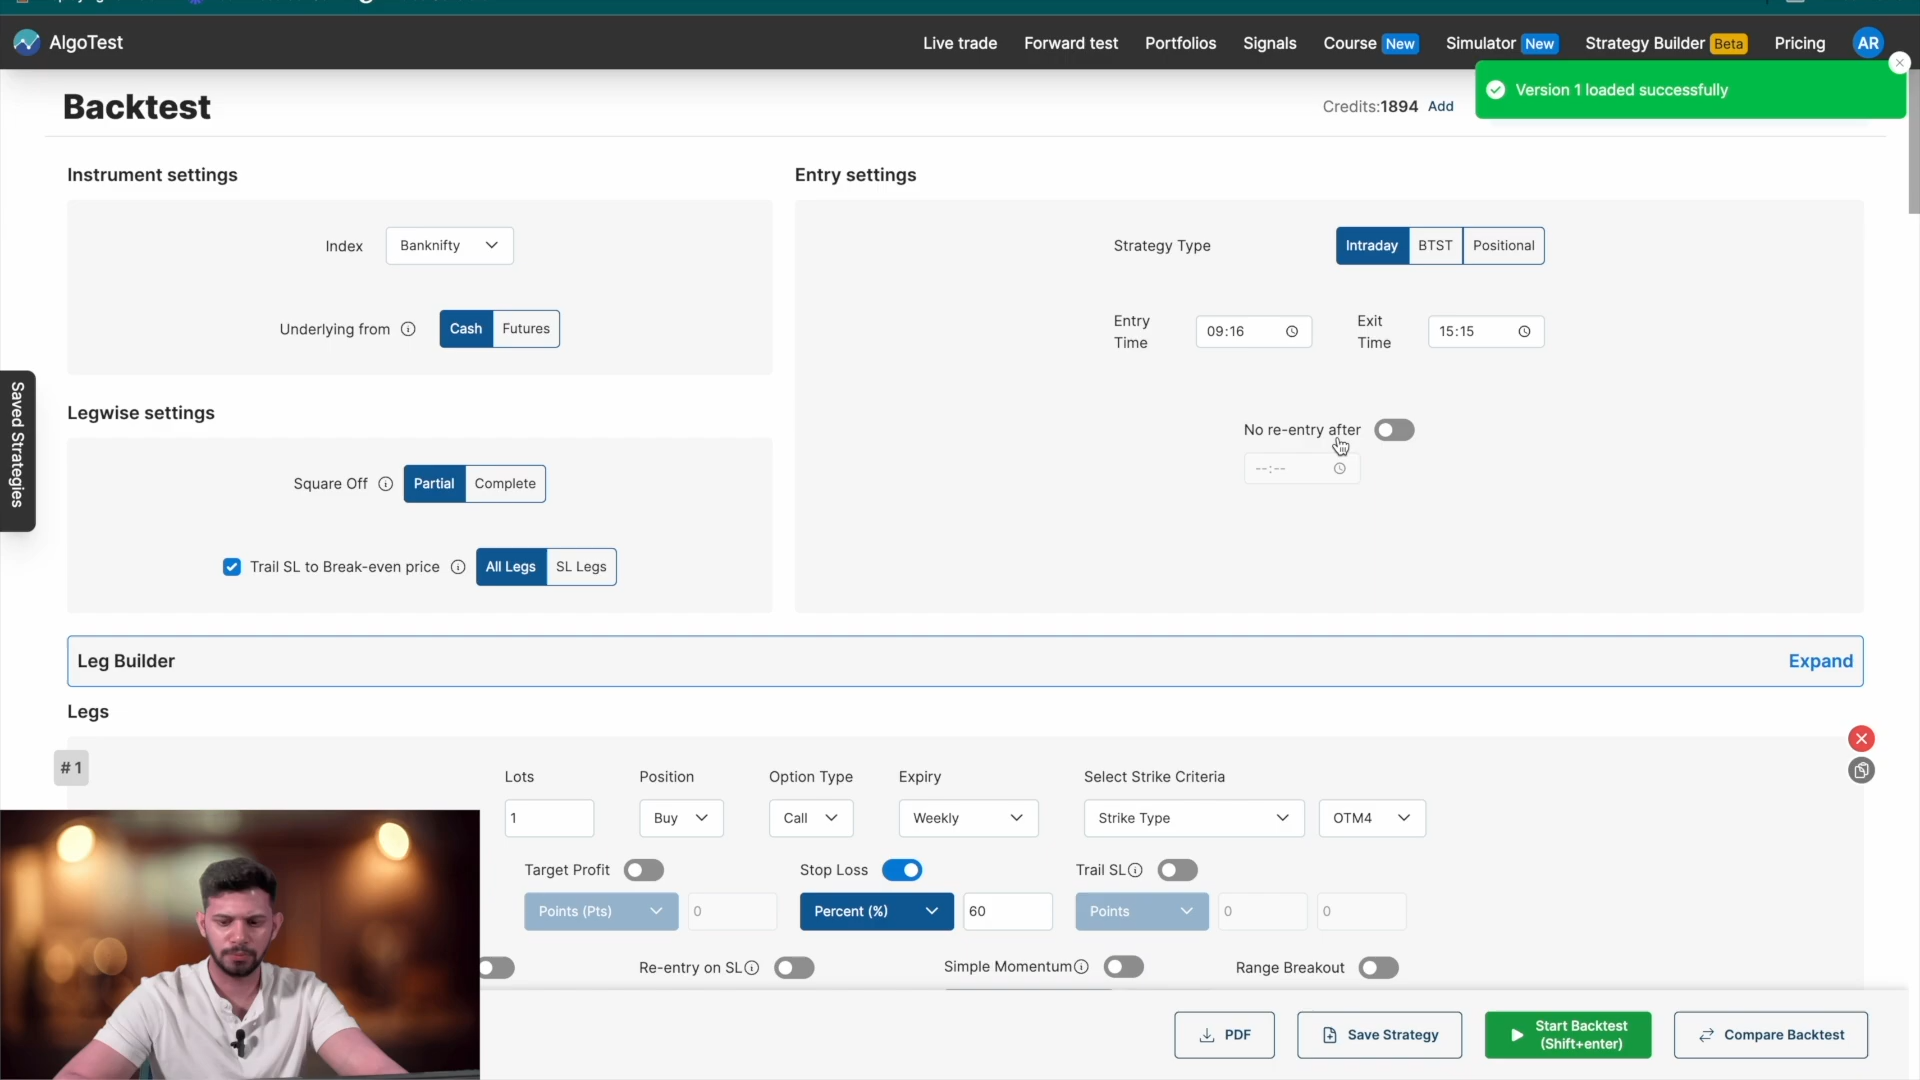 AlgoTest
Live trade
Forward test
Portfolios
Signals
Course New
Simulator New
Strategy Builder Beta
Pricing
AR
Version 1 loaded successfully
Backtest
Credits:1894 Add
Instrument settings
Index
Banknifty
Underlying from
Cash
Futures
Legwise settings
Square Off
Partial
Complete
Trail SL to Break-even price
All Legs
SL Legs
Entry settings
Strategy Type
Intraday
BTST
Positional
Entry
Time
09:16
Exit
Time
15:15
No re-entry after
--:--
Saved Strategies
Leg Builder
Expand
Legs
# 1
Lots
Position
Option Type
Expiry
Select Strike Criteria
1
Buy
Call
Weekly
Strike Type
OTM4
Target Profit
Stop Loss
Trail SL
Points (Pts)
0
Percent (%)
60
Points
0
0
Re-entry on SL
Simple Momentum
Range Breakout
PDF
Save Strategy
Start Backtest
(Shift+enter)
Compare Backtest